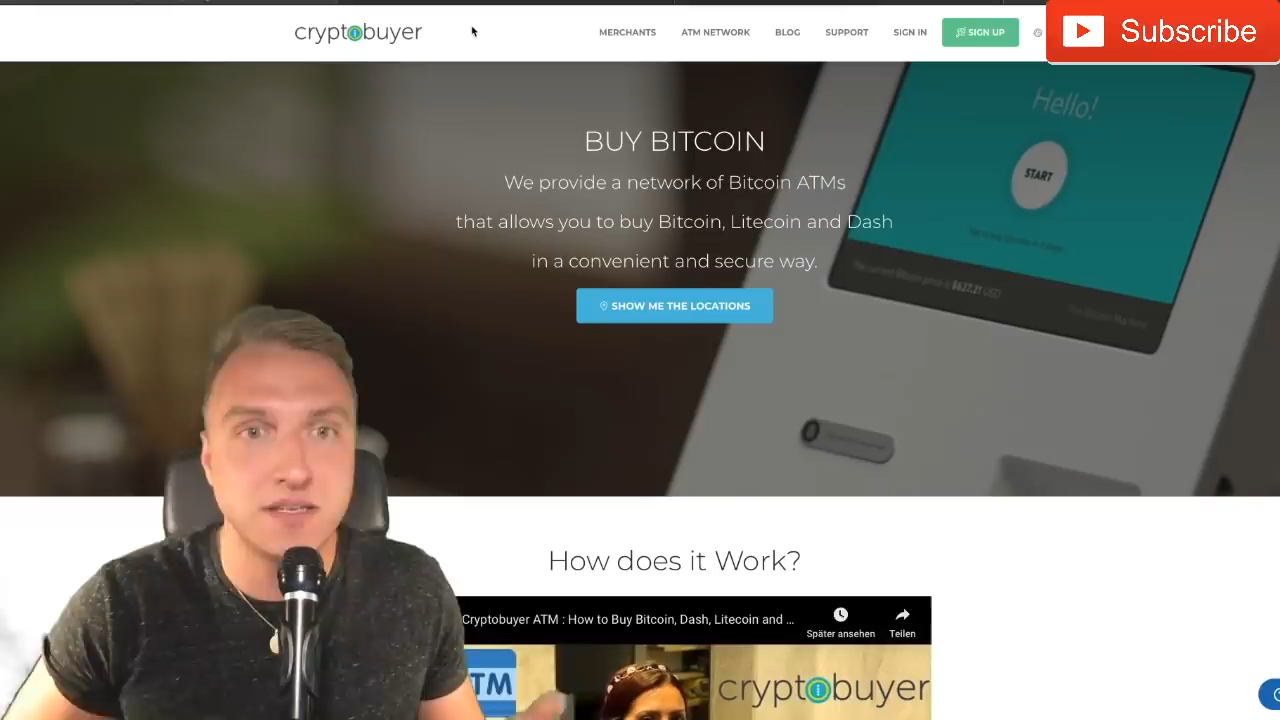 cryptobuyer
MERCHANTS
ATM NETWORK
BLOG
SUPPORT
SIGN IN
SIGN UP
Subscribe
Hello!
START
BUY BITCOIN
We provide a network of Bitcoin ATMs
that allows you to buy Bitcoin, Litecoin and Dash
in a convenient and secure way.
SHOW ME THE LOCATIONS
How does it Work?
Cryptobuyer ATM : How to Buy Bitcoin, Dash, Litecoin and ...
Später ansehen
Teilen
TM
cryptobuyer